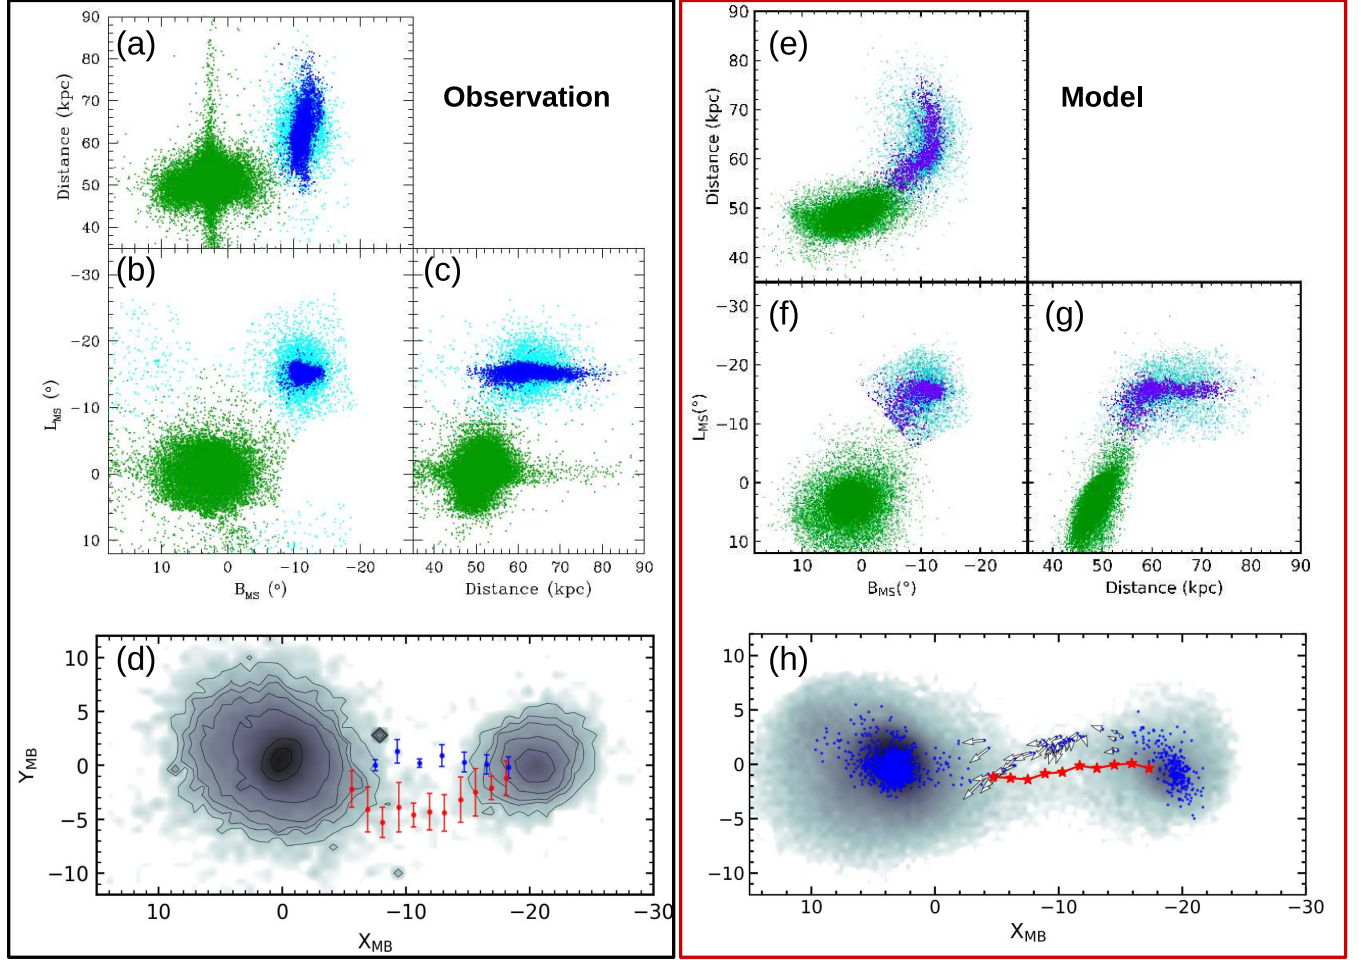 (a)
Observation
Distance (kpc)
90
80
70
60
50
40
(b)
(c)
L_MS (°)
−30
−20
−10
0
10
10
0
−10
−20
40
50
60
70
80
90
B_MS (°)
Distance (kpc)
(d)
Y_MB
10
5
0
−5
−10
10
0
−10
−20
−30
X_MB
(e)
Model
Distance (kpc)
90
80
70
60
50
40
(f)
(g)
L_MS(°)
−30
−20
−10
0
10
10
0
−10
−20
40
50
60
70
80
90
B_MS(°)
Distance (kpc)
(h)
Y_MB
10
5
0
−5
−10
10
0
−10
−20
−30
X_MB